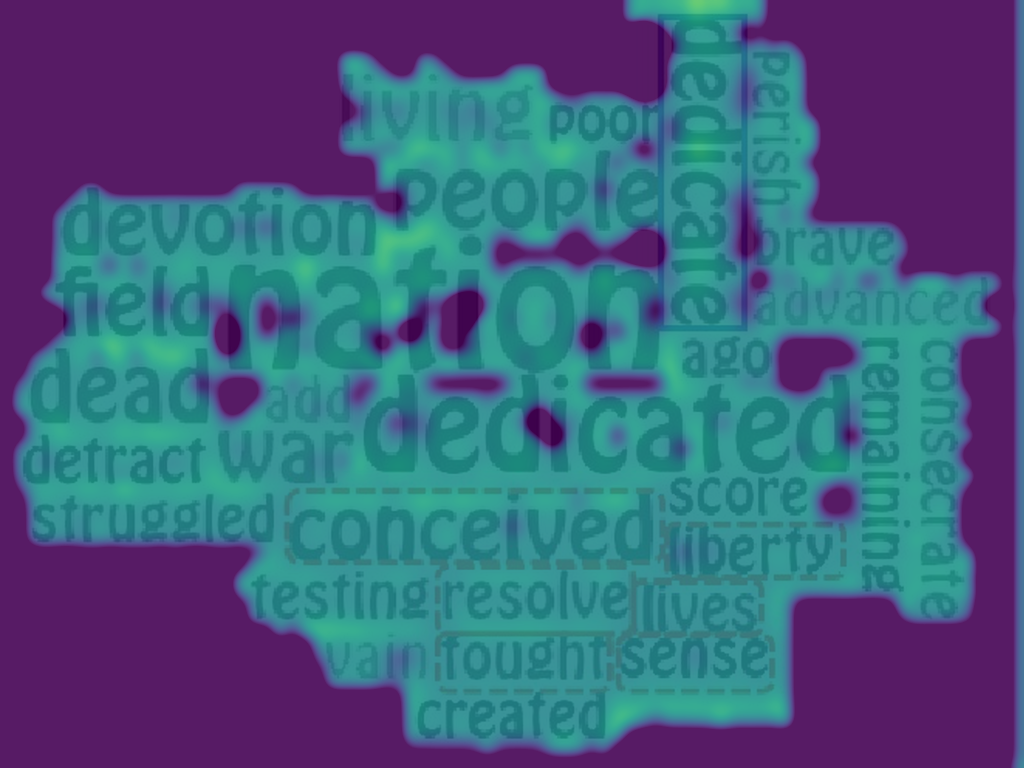 dedicate
perish
living
poor
people
devotion
brave
nation
field
advanced
ago
remaining
consecrate
dead
add
dedicated
detract
war
score
struggled
conceived
liberty
testing
resolve
lives
vain
fought
sense
created